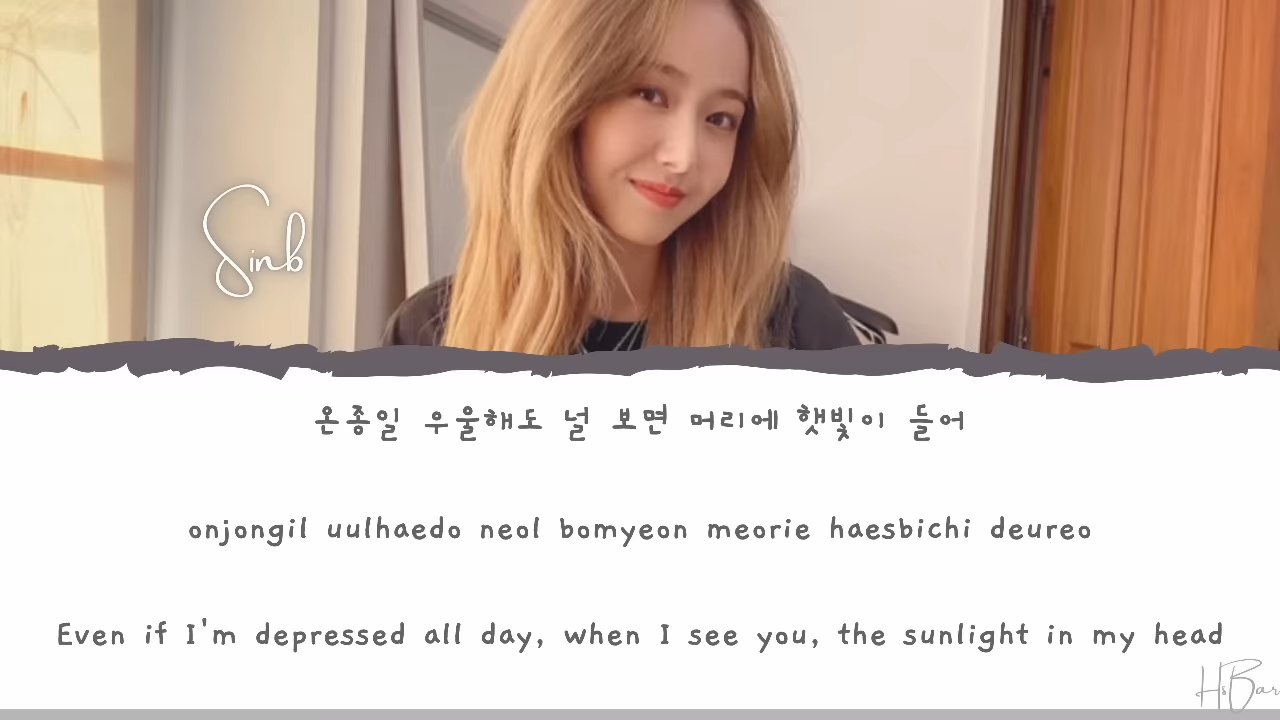 Sinb
온종일 우울해도 널 보면 머리에 햇빛이 들어
onjongil uulhaedo neol bomyeon meorie haesbichi deureo
Even if I'm depressed all day, when I see you, the sunlight in my head
HsBar